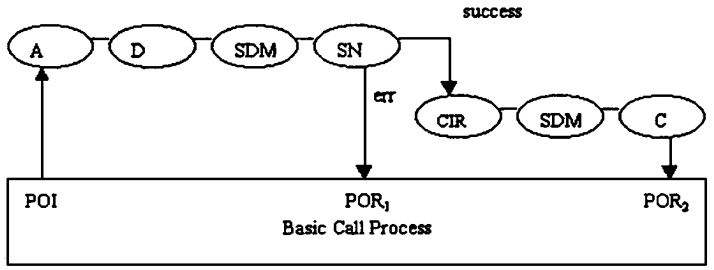 success
A D SDM SN
err
CIR SDM C
POI POR₁ POR₂
Basic Call Process